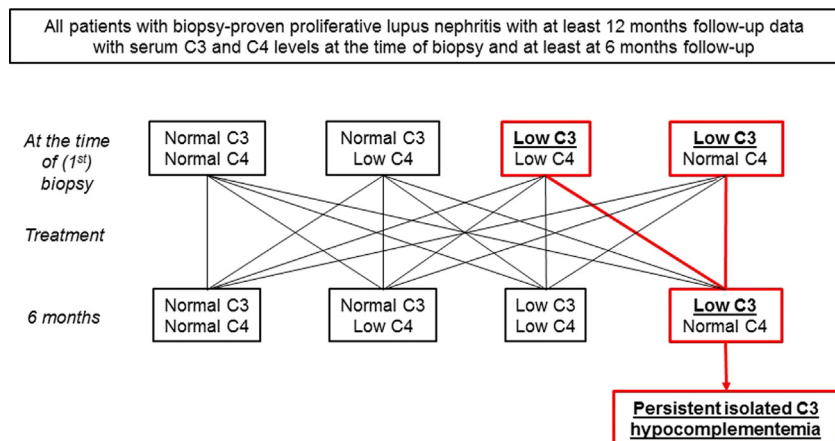 All patients with biopsy-proven proliferative lupus nephritis with at least 12 months follow-up data
with serum C3 and C4 levels at the time of biopsy and at least at 6 months follow-up
At the time
of (1st)
biopsy
Normal C3
Normal C4
Normal C3
Low C4
Low C3
Low C4
Low C3
Normal C4
Treatment
6 months
Normal C3
Normal C4
Normal C3
Low C4
Low C3
Low C4
Low C3
Normal C4
Persistent isolated C3
hypocomplementemia